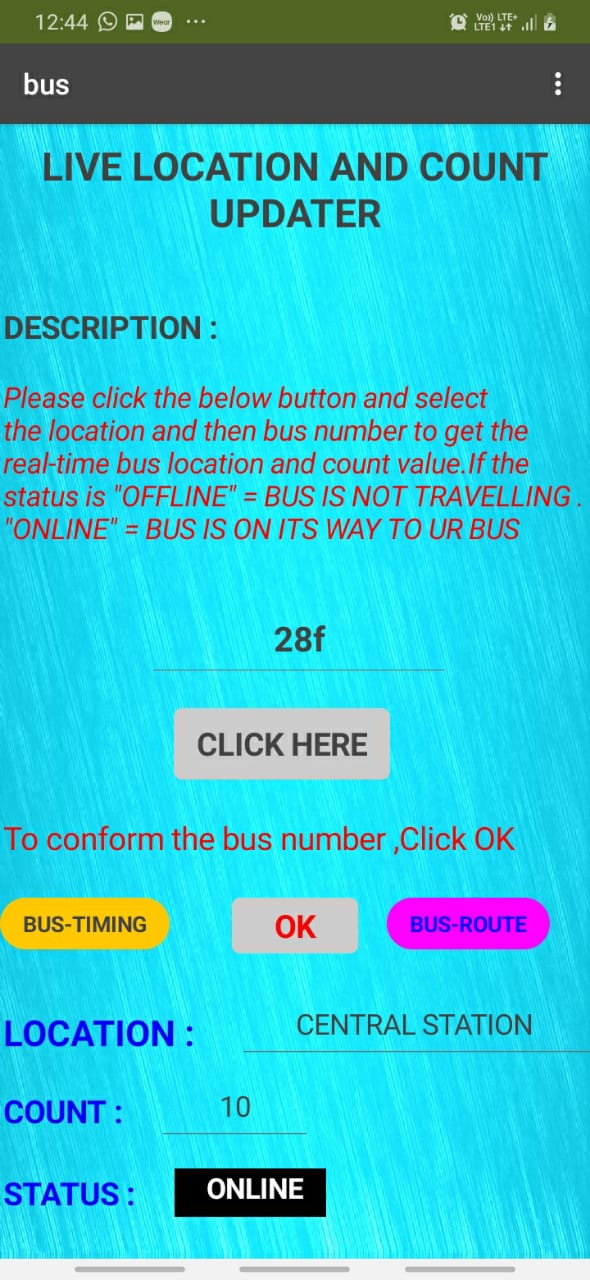 12:44 Wear ... Vo)) LTE+
LTE1 ↓↑
bus
LIVE LOCATION AND COUNT
UPDATER
DESCRIPTION :
Please click the below button and select
the location and then bus number to get the
real-time bus location and count value.If the
status is "OFFLINE" = BUS IS NOT TRAVELLING .
"ONLINE" = BUS IS ON ITS WAY TO UR BUS
28f
CLICK HERE
To conform the bus number ,Click OK
BUS-TIMING OK BUS-ROUTE
LOCATION : CENTRAL STATION
COUNT : 10
STATUS : ONLINE